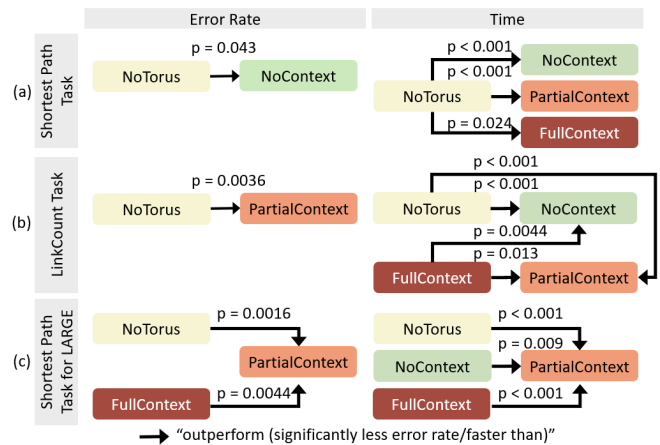 Error Rate
Time
(a)
Shortest Path
Task
p = 0.043
NoTorus
NoContext
p < 0.001
p < 0.001
NoContext
NoTorus
PartialContext
p = 0.024
FullContext
(b)
LinkCount Task
p = 0.0036
NoTorus
PartialContext
p < 0.001
p < 0.001
NoTorus
NoContext
p = 0.0044
p = 0.013
FullContext
PartialContext
(c)
Shortest Path
Task for LARGE
p = 0.0016
NoTorus
PartialContext
FullContext
p = 0.0044
p < 0.001
NoTorus
p = 0.009
NoContext
PartialContext
FullContext
p < 0.001
“outperform (significantly less error rate/faster than)”